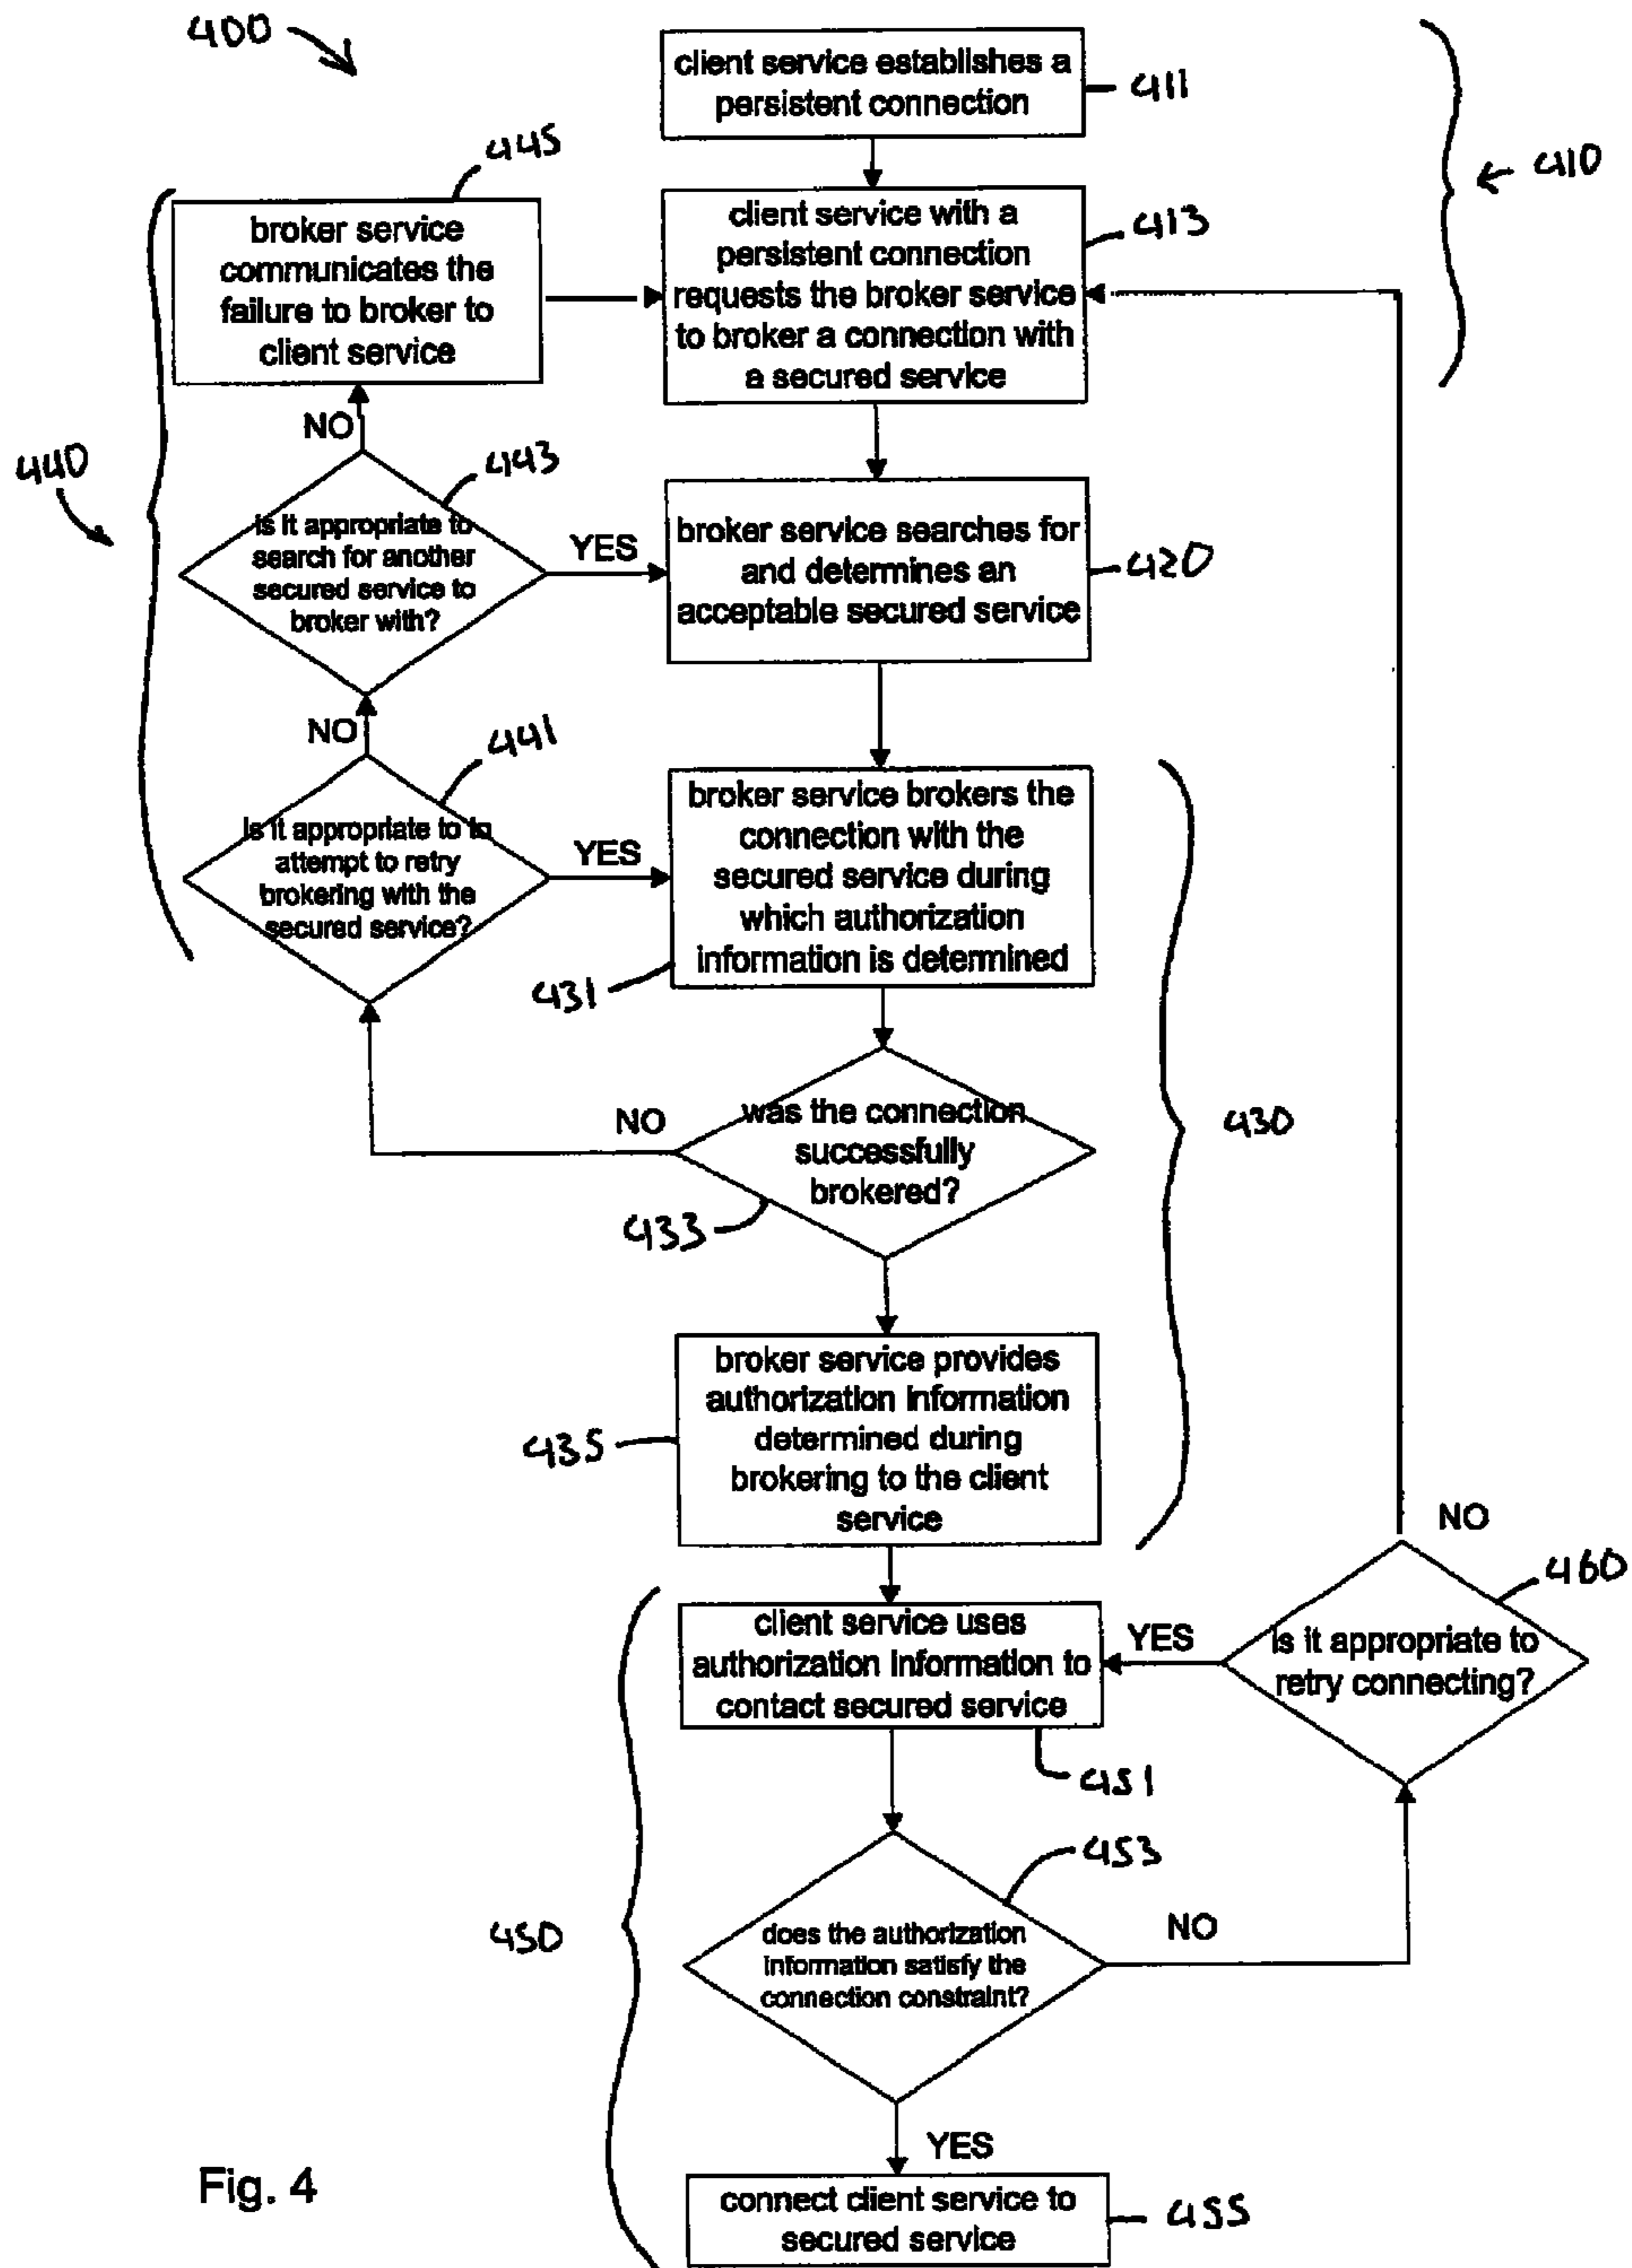 400
client service establishes a
persistent connection
411
410
445
broker service
communicates the
failure to broker to
client service
client service with a
persistent connection
requests the broker service
to broker a connection with
a secured service
413
NO
440
443
is it appropriate to
search for another
secured service to
broker with?
YES
broker service searches for
and determines an
acceptable secured service
420
NO
441
Is it appropriate to to
attempt to retry
brokering with the
secured service?
YES
broker service brokers the
connection with the
secured service during
which authorization
information is determined
431
430
NO
was the connection
successfully
brokered?
433
broker service provides
authorization information
determined during
brokering to the client
service
435
NO
460
client service uses
authorization information to
contact secured service
YES
is it appropriate to
retry connecting?
451
453
450
does the authorization
information satisfy the
connection constraint?
NO
YES
Fig. 4
connect client service to
secured service
455